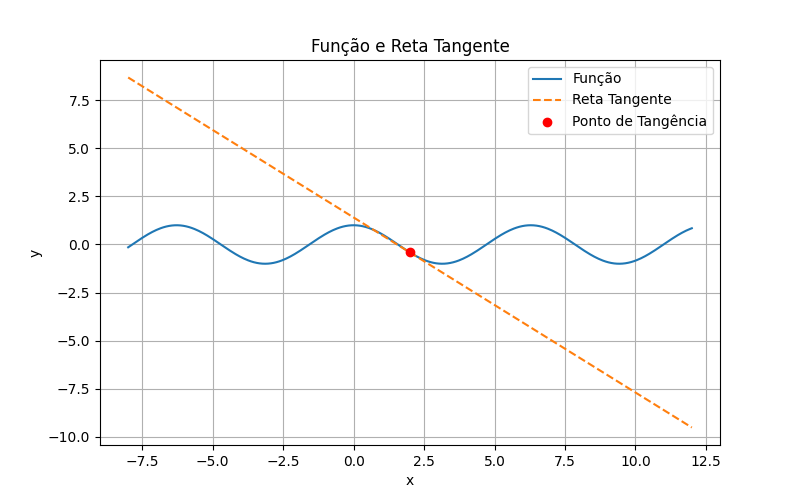 Função e Reta Tangente
Função
Reta Tangente
Ponto de Tangência
7.5
5.0
2.5
0.0
−2.5
−5.0
−7.5
−10.0
y
−7.5 −5.0 −2.5 0.0 2.5 5.0 7.5 10.0 12.5
x